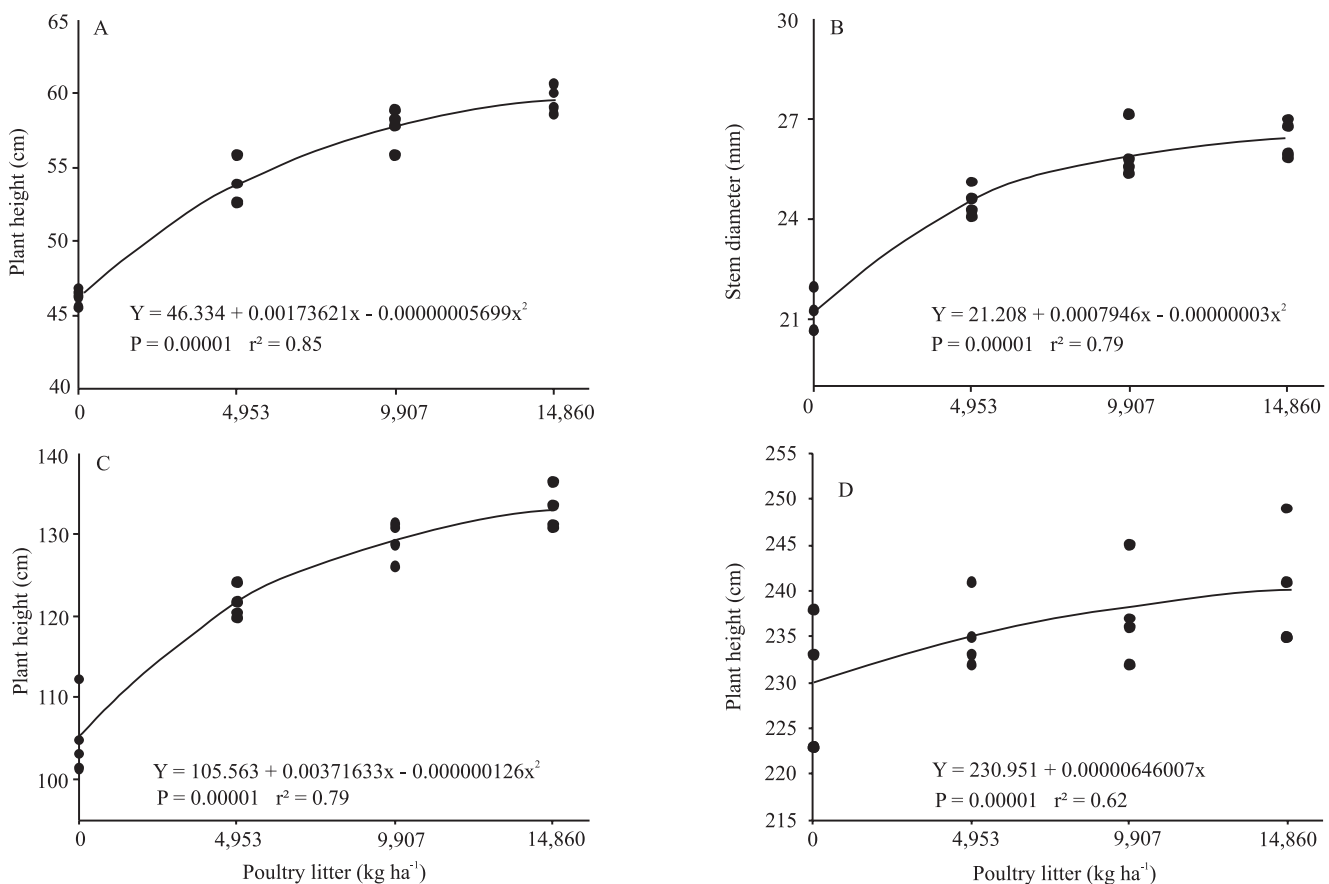 A
Plant height (cm)
65
60
55
50
45
40
Y = 46.334 + 0.00173621x - 0.00000005699x²
P = 0.00001 r² = 0.85
0 4,953 9,907 14,860
B
Stem diameter (mm)
30
27
24
21
Y = 21.208 + 0.0007946x - 0.00000003x²
P = 0.00001 r² = 0.79
0 4,953 9,907 14,860
C
Plant height (cm)
140
130
120
110
100
Y = 105.563 + 0.00371633x - 0.000000126x²
P = 0.00001 r² = 0.79
0 4,953 9,907 14,860
Poultry litter (kg ha⁻¹)
D
Plant height (cm)
255
250
245
240
235
230
225
220
215
Y = 230.951 + 0.00000646007x
P = 0.00001 r² = 0.62
0 4,953 9,907 14,860
Poultry litter (kg ha⁻¹)